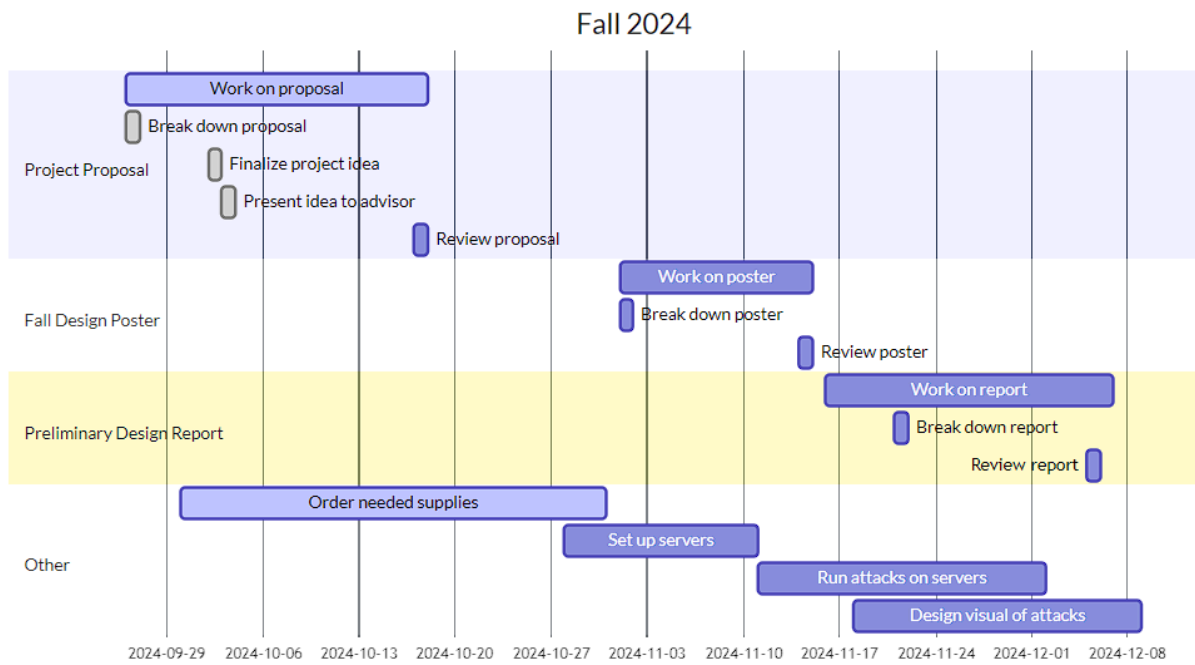 Fall 2024
Work on proposal
Break down proposal
Project Proposal
Finalize project idea
Present idea to advisor
Review proposal
Work on poster
Fall Design Poster
Break down poster
Review poster
Work on report
Preliminary Design Report
Break down report
Review report
Order needed supplies
Set up servers
Other
Run attacks on servers
Design visual of attacks
2024-09-29 2024-10-06 2024-10-13 2024-10-20 2024-10-27 2024-11-03 2024-11-10 2024-11-17 2024-11-24 2024-12-01 2024-12-08